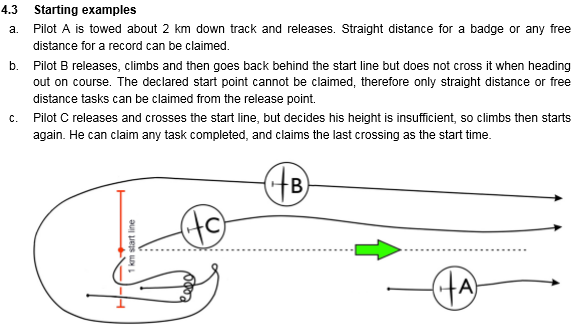 4.3 Starting examples
a. Pilot A is towed about 2 km down track and releases. Straight distance for a badge or any free
distance for a record can be claimed.
b. Pilot B releases, climbs and then goes back behind the start line but does not cross it when heading
out on course. The declared start point cannot be claimed, therefore only straight distance or free
distance tasks can be claimed from the release point.
c. Pilot C releases and crosses the start line, but decides his height is insufficient, so climbs then starts
again. He can claim any task completed, and claims the last crossing as the start time.
B
C
1 km start line
A